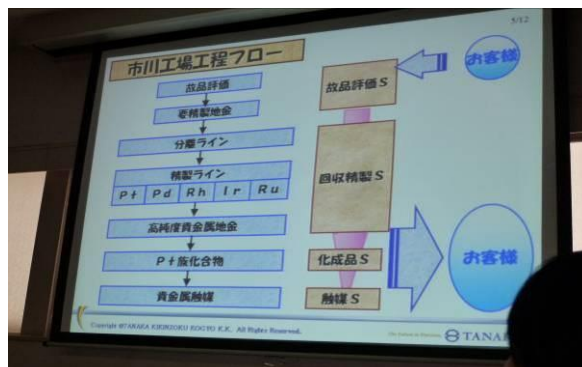 5/12
市川工場工程フロー
故品評価
要精製地金
分離ライン
精製ライン
Pt Pd Rh Ir Ru
高純度貴金属地金
Pt族化合物
貴金属触媒
故品評価S
回収精製S
化成品S
触媒S
お客様
お客様
Copyright ©TANAKA KIKINZOKU KOGYO K.K. All Rights Reserved.
TANAK